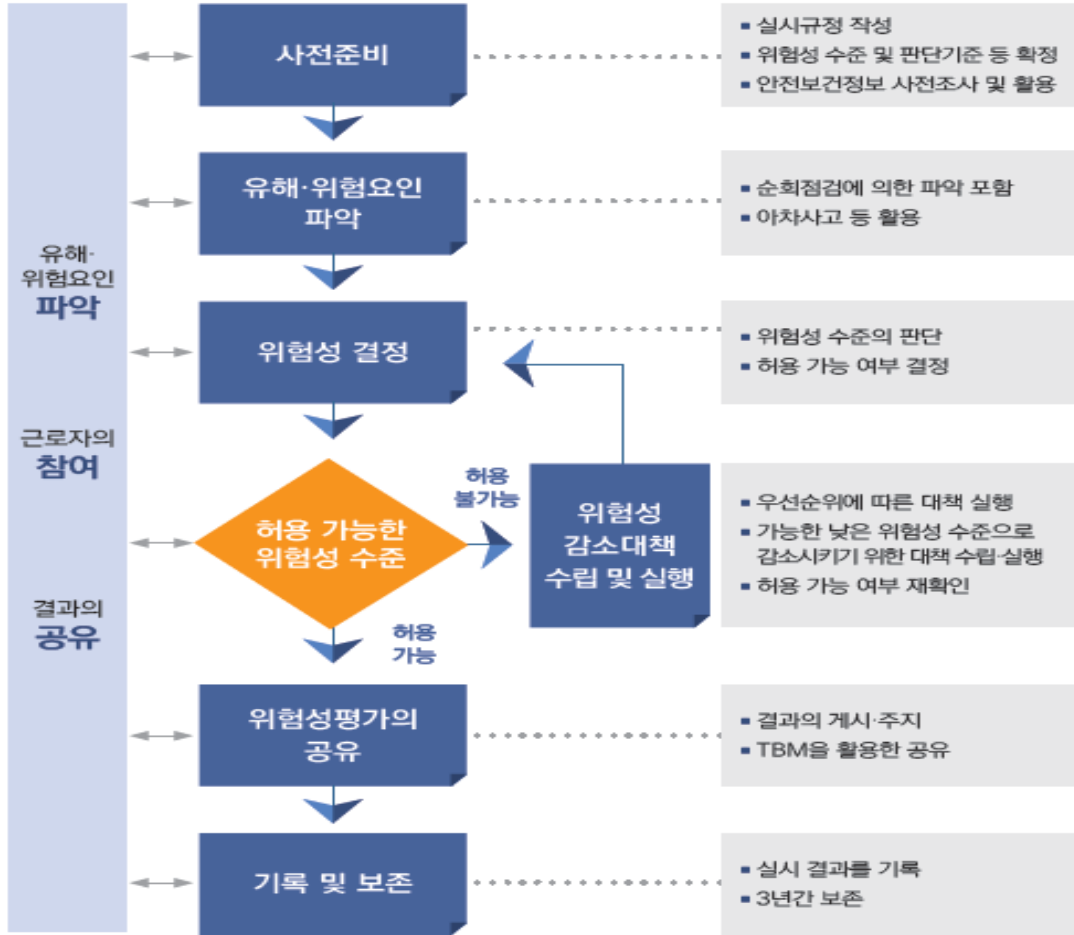 유해·
위험요인
파악
근로자의
참여
결과의
공유
사전준비
▪ 실시규정 작성
▪ 위험성 수준 및 판단기준 등 확정
▪ 안전보건정보 사전조사 및 활용
유해·위험요인
파악
▪ 순회점검에 의한 파악 포함
▪ 아차사고 등 활용
위험성 결정
▪ 위험성 수준의 판단
▪ 허용 가능 여부 결정
허용 가능한
위험성 수준
허용
불가능
위험성
감소대책
수립 및 실행
▪ 우선순위에 따른 대책 실행
▪ 가능한 낮은 위험성 수준으로
감소시키기 위한 대책 수립·실행
▪ 허용 가능 여부 재확인
허용
가능
위험성평가의
공유
▪ 결과의 게시·주지
▪ TBM을 활용한 공유
기록 및 보존
▪ 실시 결과를 기록
▪ 3년간 보존